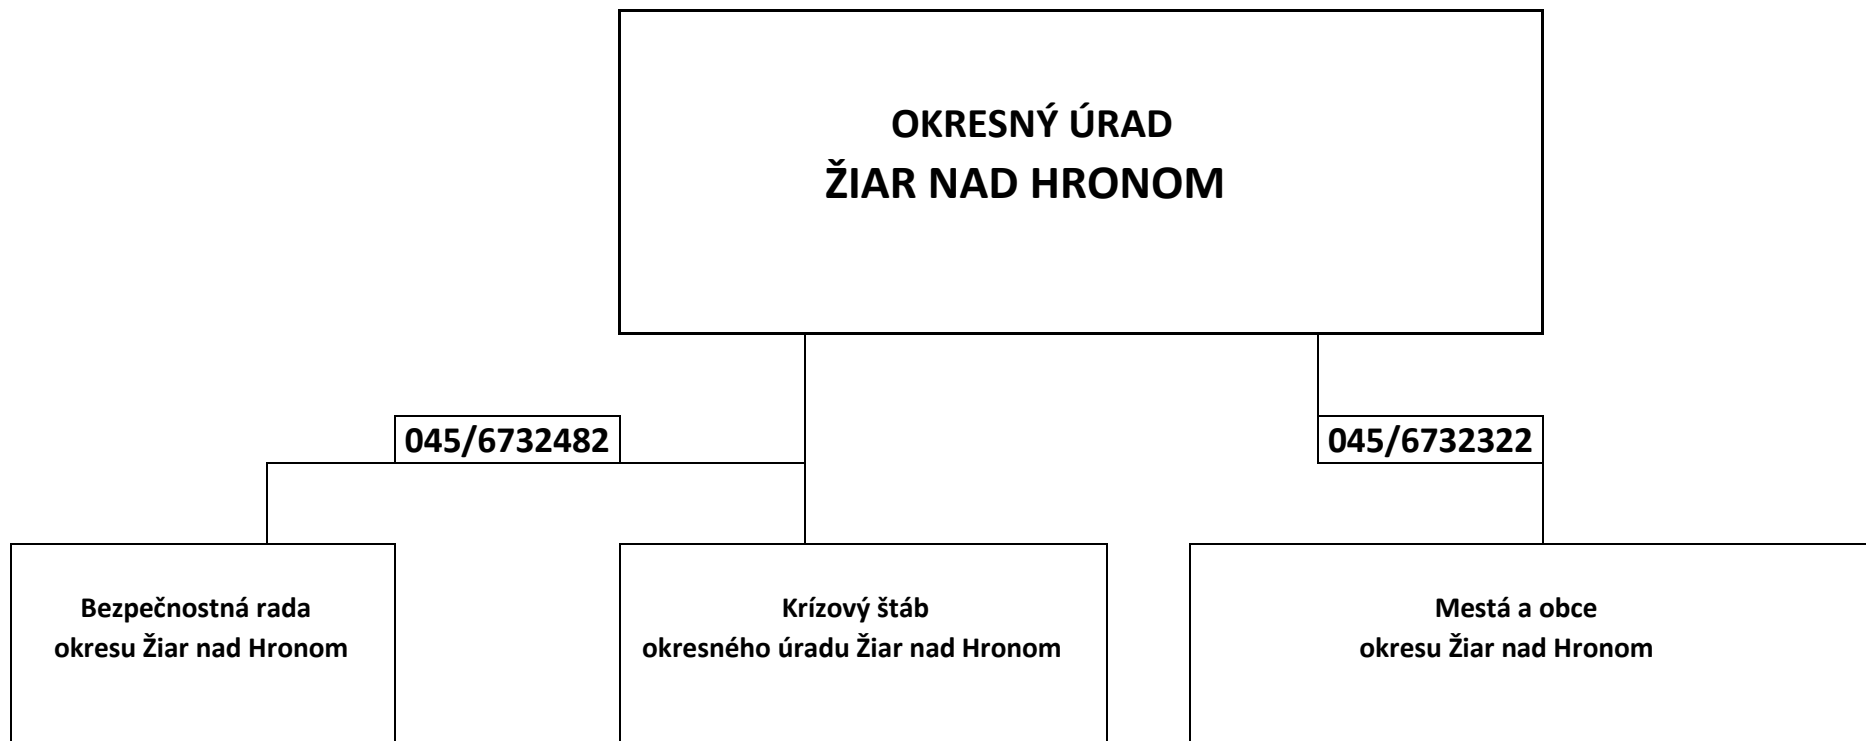 OKRESNÝ ÚRAD
ŽIAR NAD HRONOM
045/6732482
045/6732322
Bezpečnostná rada
okresu Žiar nad Hronom
Krízový štáb
okresného úradu Žiar nad Hronom
Mestá a obce
okresu Žiar nad Hronom